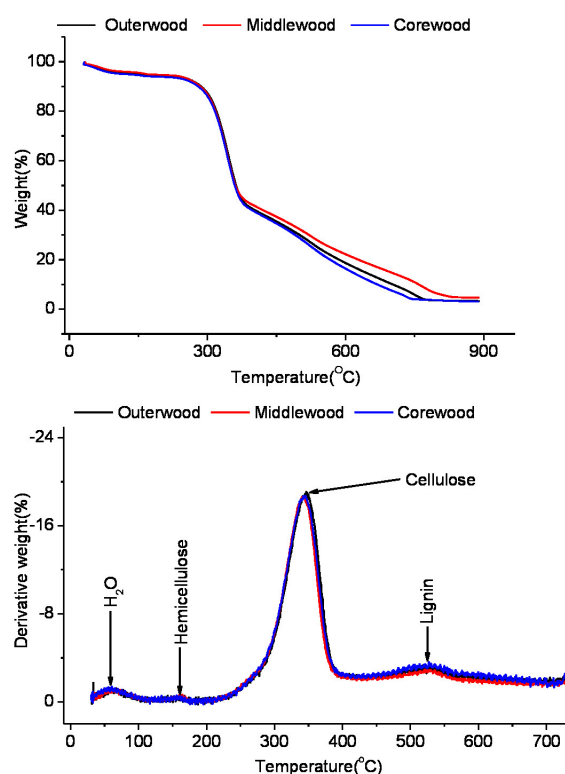 Outerwood Middlewood Corewood
100
80
60
40
20
0
Weight(%)
0 300 600 900
Temperature(°C)
Outerwood Middlewood Corewood
-24
-16
-8
0
Derivative weight(%)
H₂O
Hemicellulose
Cellulose
Lignin
0 100 200 300 400 500 600 700
Temperature(°C)